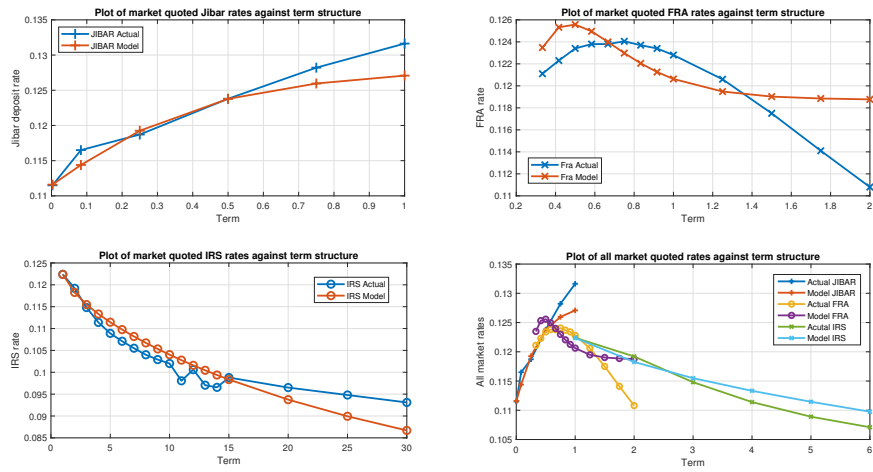 Plot of market quoted Jibar rates against term structure
JIBAR Actual
JIBAR Model
0.135
0.13
0.125
0.12
0.115
0.11
Jibar deposit rate
0 0.1 0.2 0.3 0.4 0.5 0.6 0.7 0.8 0.9 1
Term
Plot of market quoted FRA rates against term structure
0.126
0.124
0.122
0.12
0.118
0.116
0.114
0.112
0.11
FRA rate
Fra Actual
Fra Model
0.2 0.4 0.6 0.8 1 1.2 1.4 1.6 1.8 2
Term
Plot of market quoted IRS rates against term structure
IRS Actual
IRS Model
0.125
0.12
0.115
0.11
0.105
0.1
0.095
0.09
0.085
IRS rate
0 5 10 15 20 25 30
Term
Plot of all market quoted rates against term structure
Actual JIBAR
Model JIBAR
Actual FRA
Model FRA
Acutal IRS
Model IRS
0.135
0.13
0.125
0.12
0.115
0.11
0.105
All market rates
0 1 2 3 4 5 6
Term